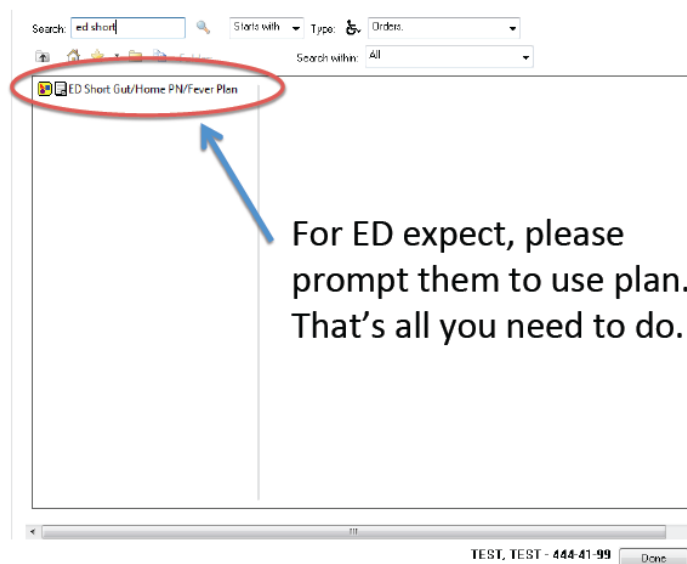 Search: ed short Starts with Type: Orders.
Search within: All
ED Short Gut/Home PN/Fever Plan
For ED expect, please
prompt them to use plan.
That's all you need to do.
TEST, TEST - 444-41-99 Done